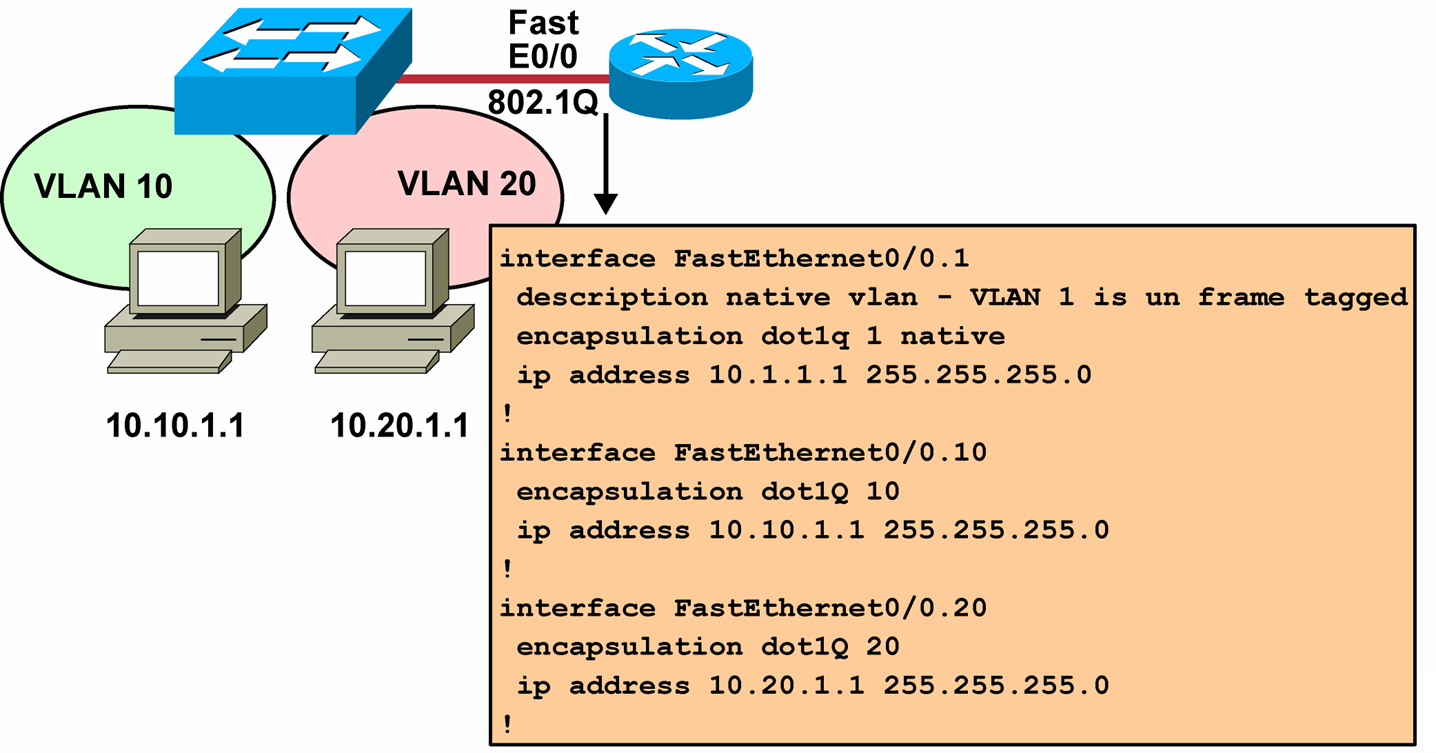 Fast
E0/0
802.1Q
VLAN 10
VLAN 20
10.10.1.1
10.20.1.1
interface FastEthernet0/0.1
description native vlan - VLAN 1 is un frame tagged
encapsulation dot1q 1 native
ip address 10.1.1.1 255.255.255.0
!
interface FastEthernet0/0.10
encapsulation dot1Q 10
ip address 10.10.1.1 255.255.255.0
!
interface FastEthernet0/0.20
encapsulation dot1Q 20
ip address 10.20.1.1 255.255.255.0
!